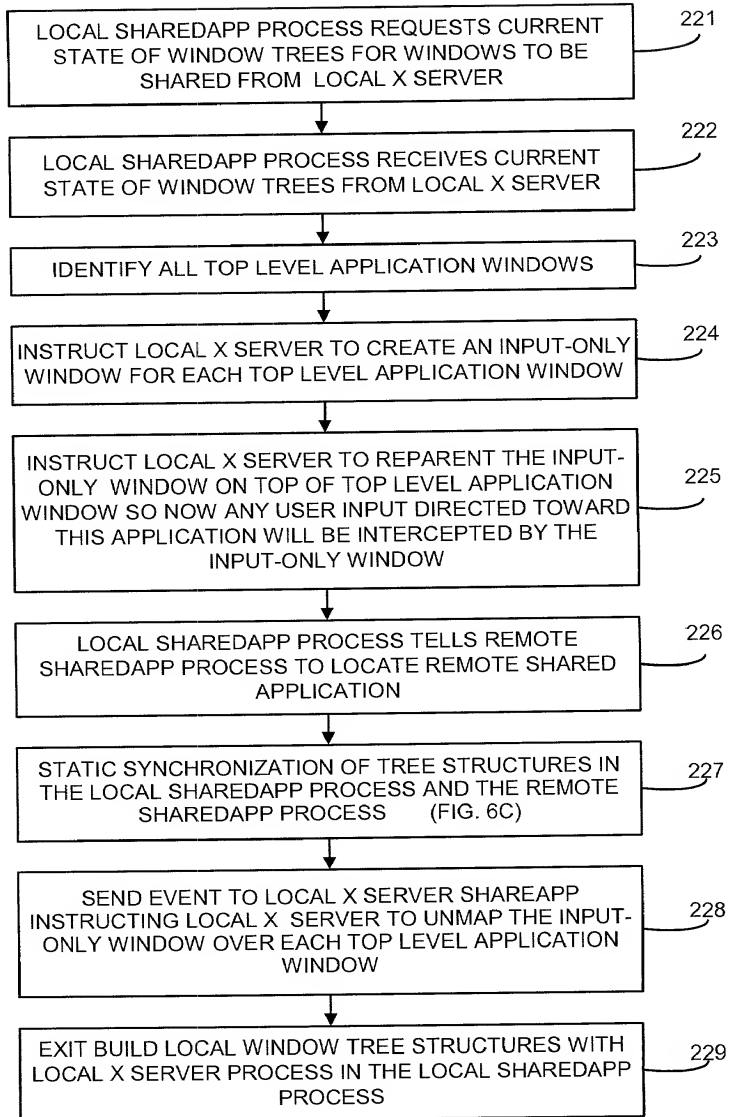 LOCAL SHAREDAPP PROCESS REQUESTS CURRENT
STATE OF WINDOW TREES FOR WINDOWS TO BE
SHARED FROM LOCAL X SERVER
221
LOCAL SHAREDAPP PROCESS RECEIVES CURRENT
STATE OF WINDOW TREES FROM LOCAL X SERVER
222
IDENTIFY ALL TOP LEVEL APPLICATION WINDOWS
223
INSTRUCT LOCAL X SERVER TO CREATE AN INPUT-ONLY
WINDOW FOR EACH TOP LEVEL APPLICATION WINDOW
224
INSTRUCT LOCAL X SERVER TO REPARENT THE INPUT-
ONLY WINDOW ON TOP OF TOP LEVEL APPLICATION
WINDOW SO NOW ANY USER INPUT DIRECTED TOWARD
THIS APPLICATION WILL BE INTERCEPTED BY THE
INPUT-ONLY WINDOW
225
LOCAL SHAREDAPP PROCESS TELLS REMOTE
SHAREDAPP PROCESS TO LOCATE REMOTE SHARED
APPLICATION
226
STATIC SYNCHRONIZATION OF TREE STRUCTURES IN
THE LOCAL SHAREDAPP PROCESS AND THE REMOTE
SHAREDAPP PROCESS (FIG. 6C)
227
SEND EVENT TO LOCAL X SERVER SHAREAPP
INSTRUCTING LOCAL X SERVER TO UNMAP THE INPUT-
ONLY WINDOW OVER EACH TOP LEVEL APPLICATION
WINDOW
228
EXIT BUILD LOCAL WINDOW TREE STRUCTURES WITH
LOCAL X SERVER PROCESS IN THE LOCAL SHAREDAPP
PROCESS
229